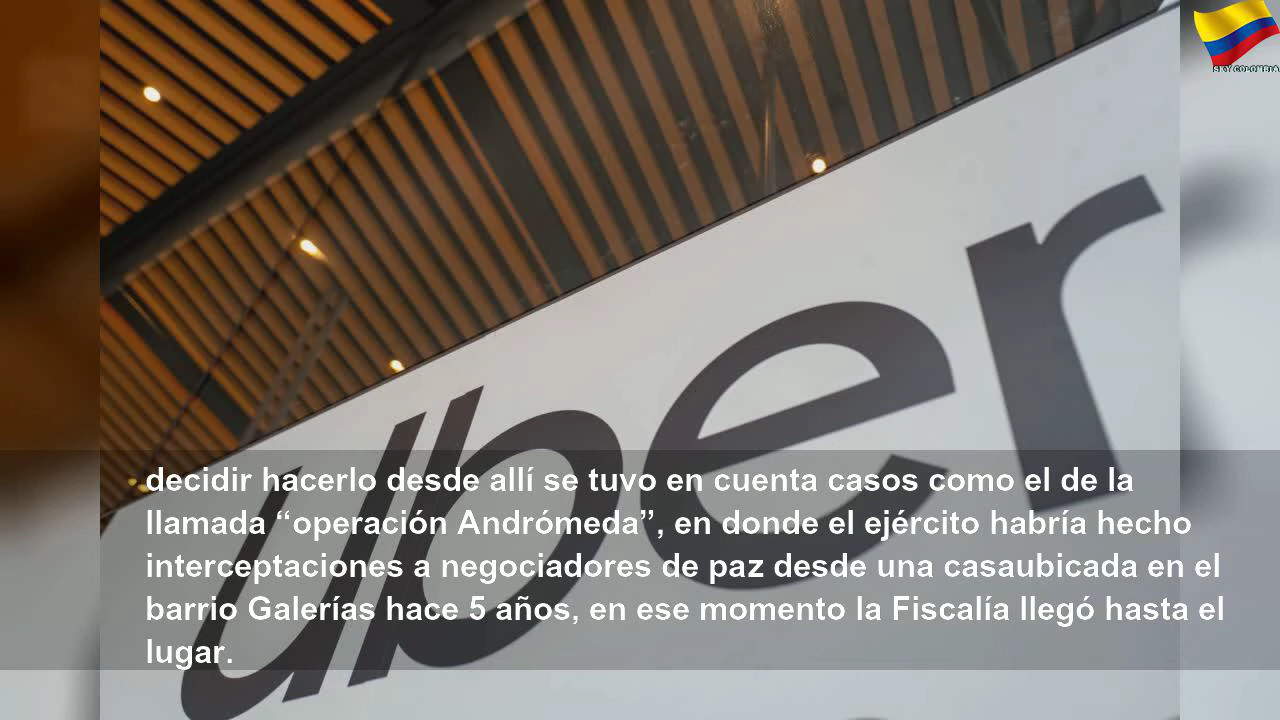 SKY COLOMBIA
uber
decidir hacerlo desde allí se tuvo en cuenta casos como el de la
llamada “operación Andrómeda”, en donde el ejército habría hecho
interceptaciones a negociadores de paz desde una casaubicada en el
barrio Galerías hace 5 años, en ese momento la Fiscalía llegó hasta el
lugar.